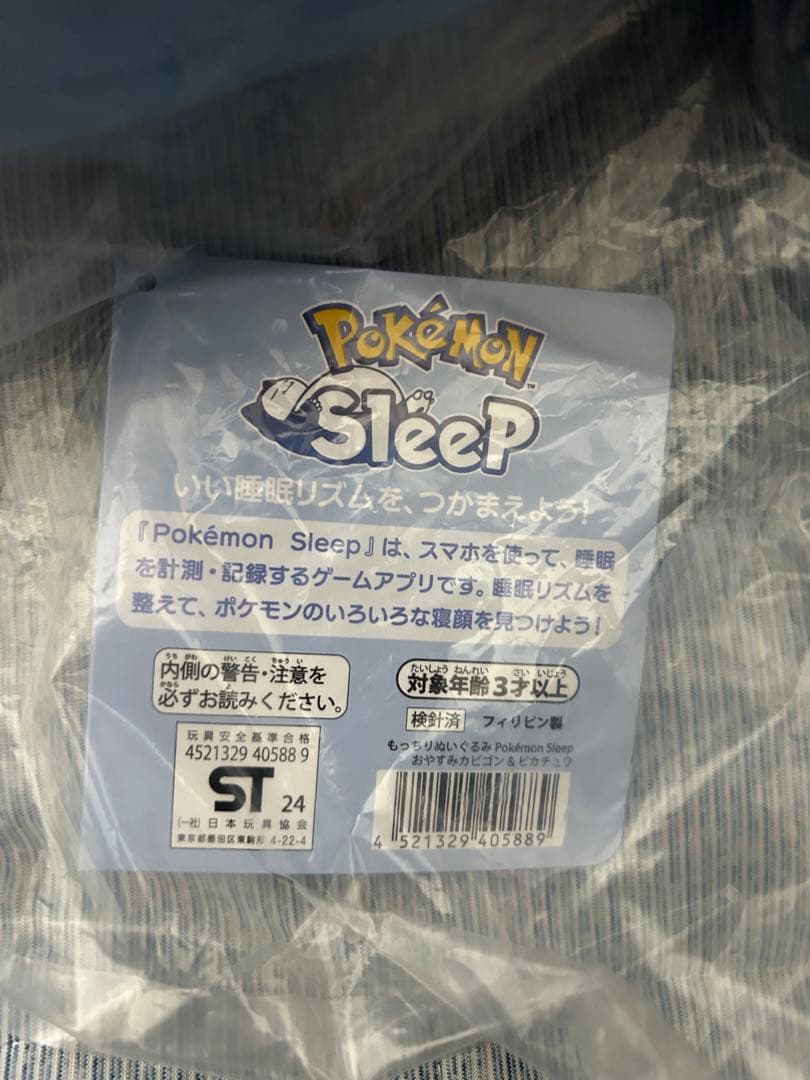 Pokémon
Sleep
いい睡眠リズムを、つかまえよう!
『Pokémon Sleep』は、スマホを使って、睡眠
を計測・記録するゲームアプリです。睡眠リズムを
整えて、ポケモンのいろいろな寝顔を見つけよう!
内側の警告・注意を
必ずお読みください。
対象年齢3才以上
検針済 フィリピン製
もっちりぬいぐるみ Pokémon Sleep
おやすみカビゴン & ピカチュウ
玩具安全基準合格
4521329 40588 9
ST 24
(一社)日本玩具協会
東京都墨田区東駒形 4-22-4
4 521329 405889